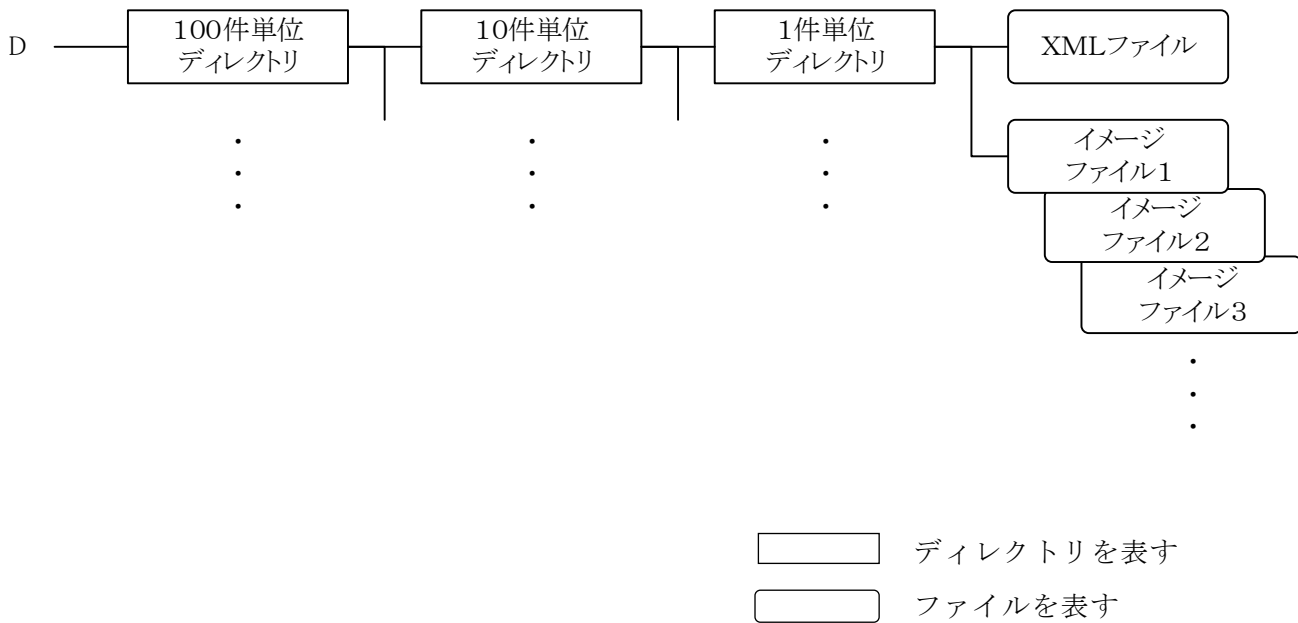 D
100件単位
ディレクトリ
10件単位
ディレクトリ
1件単位
ディレクトリ
XMLファイル
イメージ
ファイル1
イメージ
ファイル2
イメージ
ファイル3
ディレクトリを表す
ファイルを表す